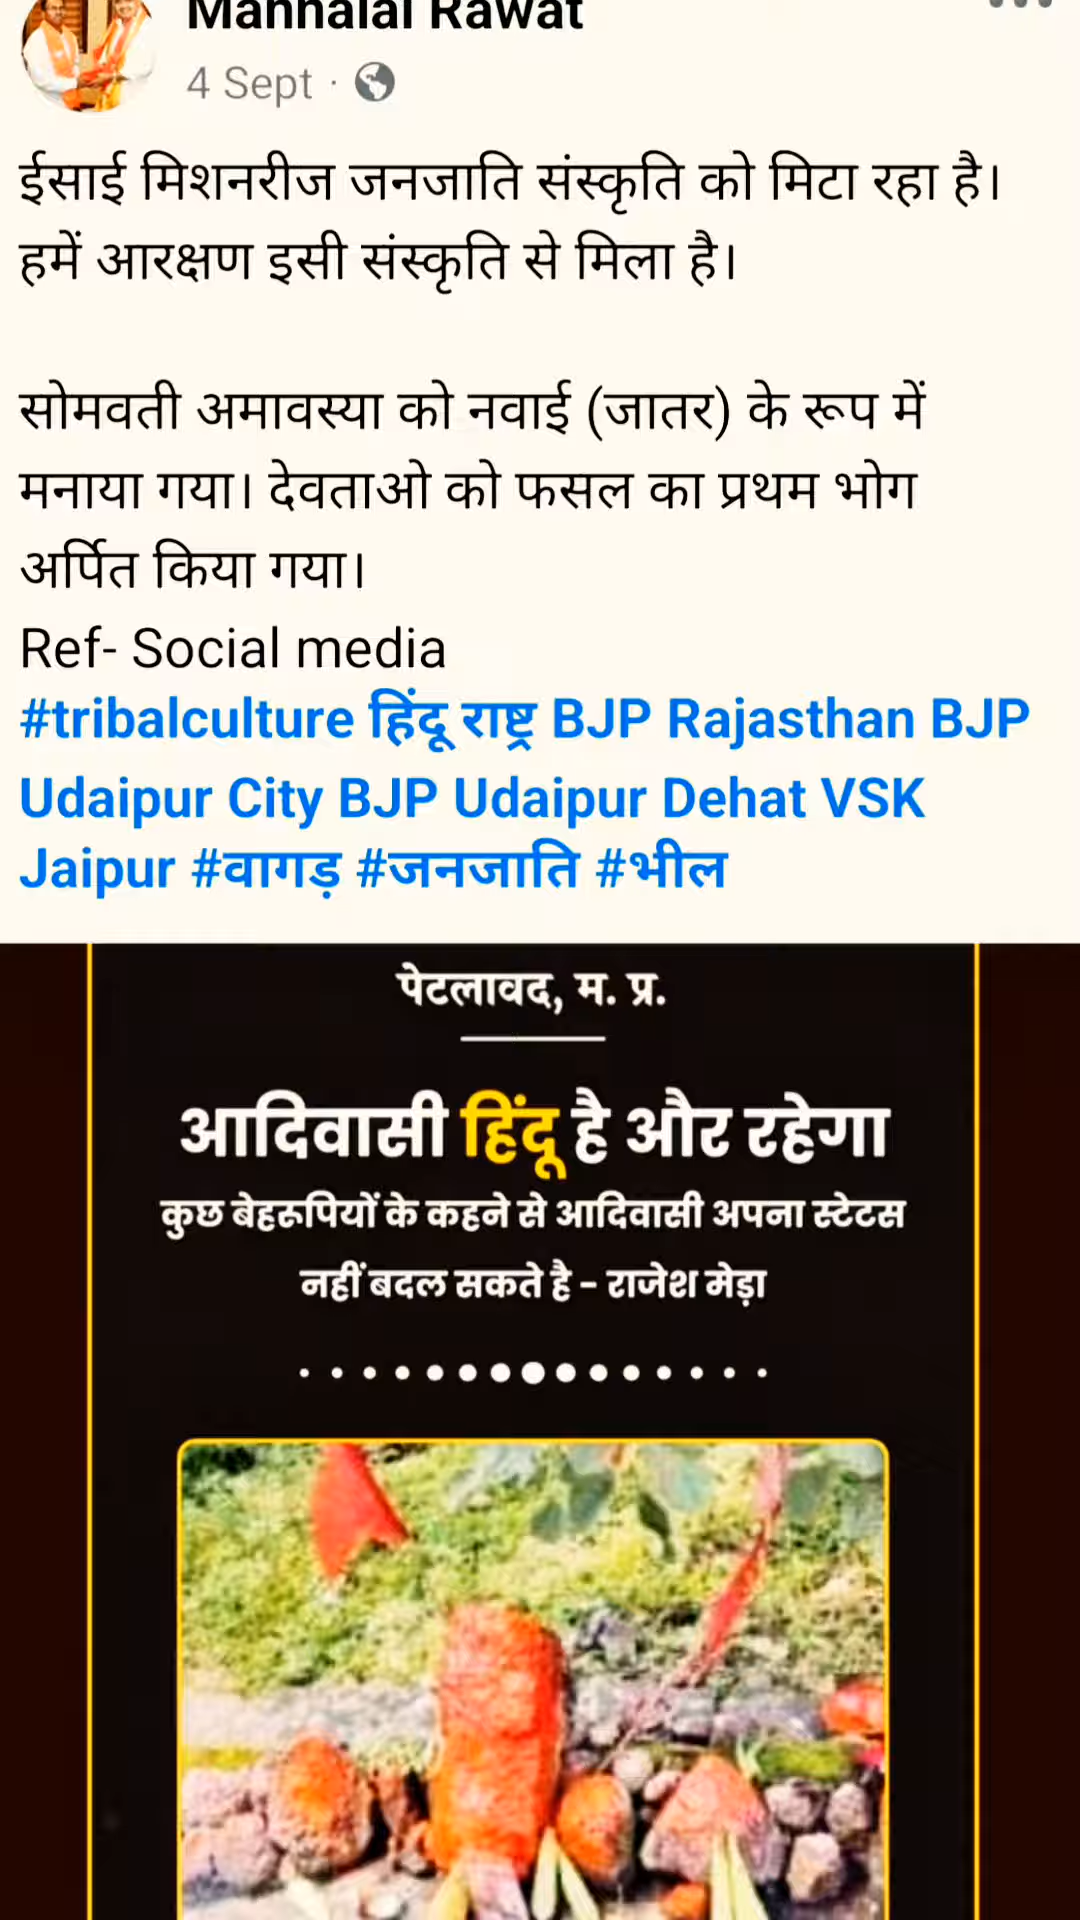 Mannalal Rawat
4 Sept ·
ईसाई मिशनरीज जनजाति संस्कृति को मिटा रहा है।
हमें आरक्षण इसी संस्कृति से मिला है।
सोमवती अमावस्या को नवाई (जातर) के रूप में
मनाया गया। देवताओ को फसल का प्रथम भोग
अर्पित किया गया।
Ref- Social media
#tribalculture हिंदू राष्ट्र BJP Rajasthan BJP
Udaipur City BJP Udaipur Dehat VSK
Jaipur #वागड़ #जनजाति #भील
पेटलावद, म. प्र.
आदिवासी हिंदू है और रहेगा
कुछ बेहरूपियों के कहने से आदिवासी अपना स्टेटस
नहीं बदल सकते है - राजेश मेड़ा